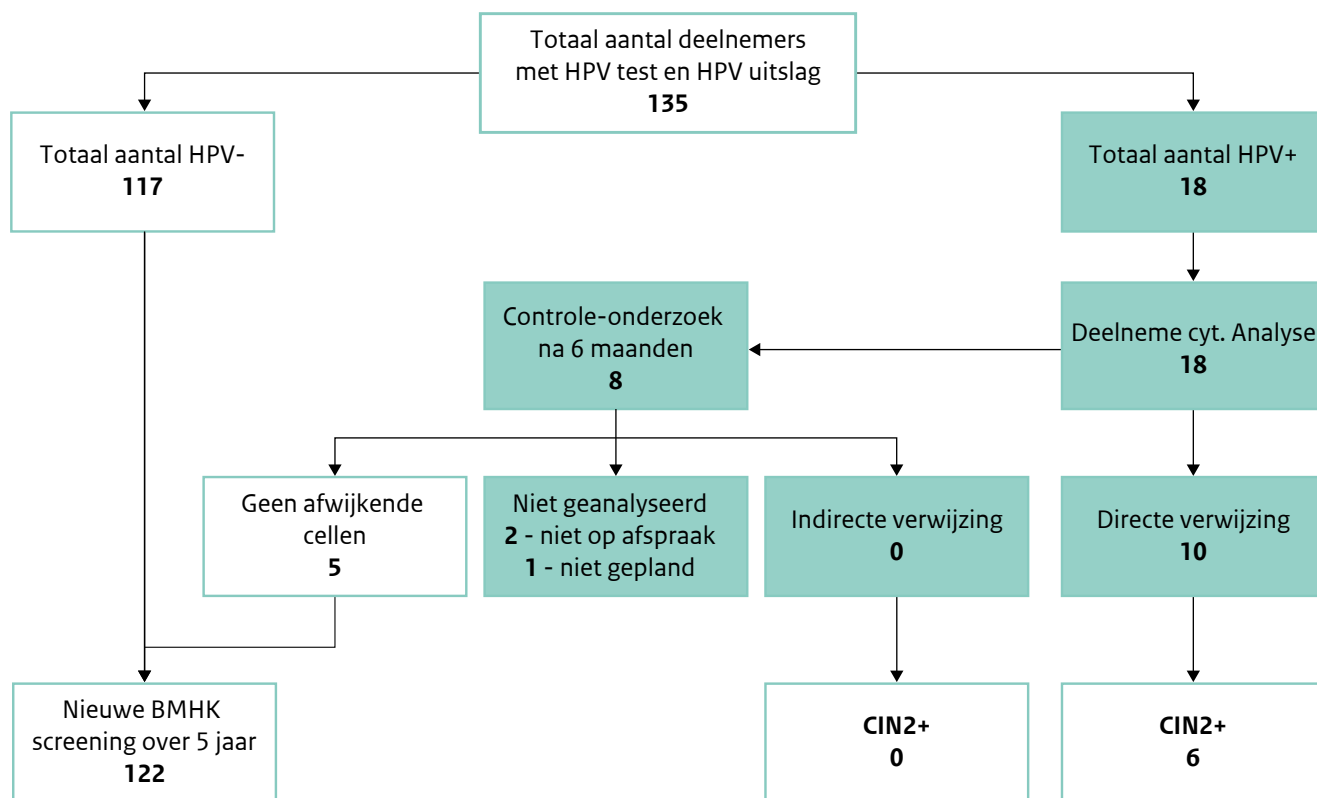 Totaal aantal deelnemers
met HPV test en HPV uitslag
135
Totaal aantal HPV-
117
Totaal aantal HPV+
18
Controle-onderzoek
na 6 maanden
8
Deelneme cyt. Analyse
18
Geen afwijkende
cellen
5
Niet geanalyseerd
2 - niet op afspraak
1 - niet gepland
Indirecte verwijzing
0
Directe verwijzing
10
Nieuwe BMHK
screening over 5 jaar
122
CIN2+
0
CIN2+
6